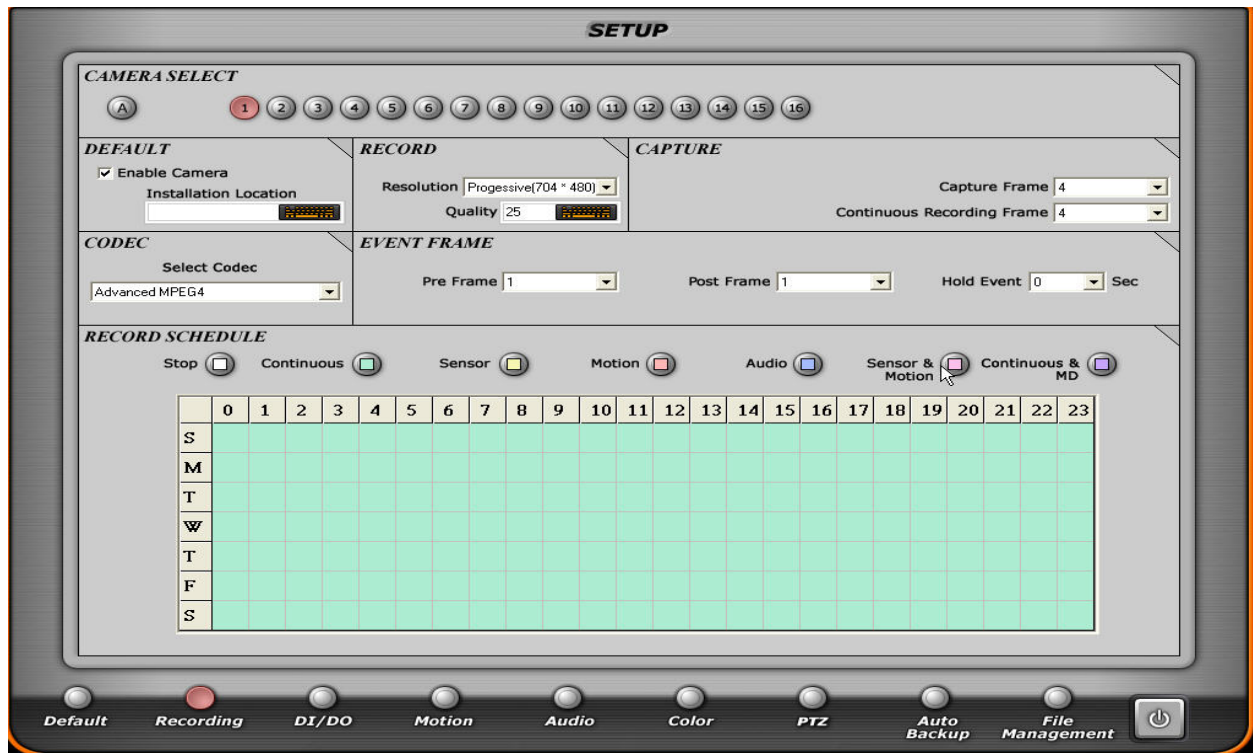 SETUP
CAMERA SELECT
A 1 2 3 4 5 6 7 8 9 10 11 12 13 14 15 16
DEFAULT
Enable Camera
Installation Location
RECORD
Resolution Progessive(704 * 480)
Quality 25
CAPTURE
Capture Frame 4
Continuous Recording Frame 4
CODEC
Select Codec
Advanced MPEG4
EVENT FRAME
Pre Frame 1 Post Frame 1 Hold Event 0 Sec
RECORD SCHEDULE
Stop Continuous Sensor Motion Audio Sensor & Motion Continuous & MD
0 1 2 3 4 5 6 7 8 9 10 11 12 13 14 15 16 17 18 19 20 21 22 23
S
M
T
W
T
F
S
Default Recording DI/DO Motion Audio Color PTZ Auto Backup File Management